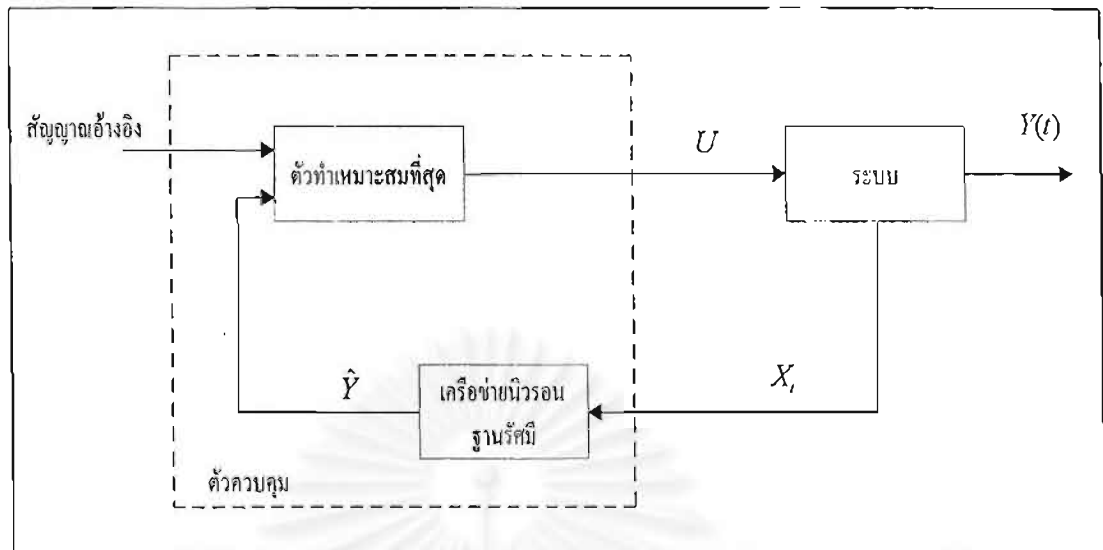 สัญญาณอ้างอิง
ตัวทำเหมาะสมที่สุด
U
ระบบ
Y(t)
Ŷ
เครือข่ายนิวรอน
ฐานรัศมี
X_t
ตัวควบคุม